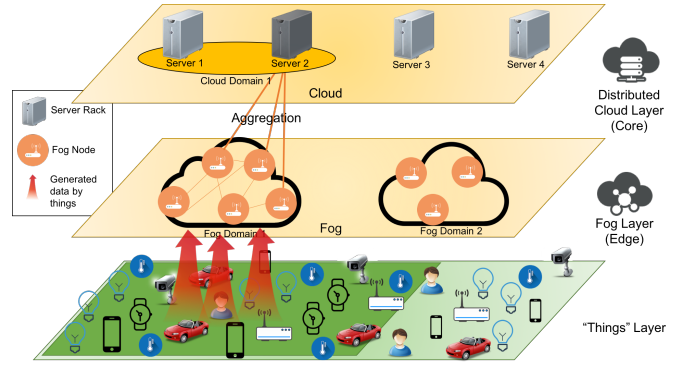 Server 1
Server 2
Server 3
Server 4
Cloud Domain 1
Cloud
Distributed
Cloud Layer
(Core)
Server Rack
Fog Node
Generated
data by
things
Aggregation
Fog Domain 1
Fog
Fog Domain 2
Fog Layer
(Edge)
“Things” Layer